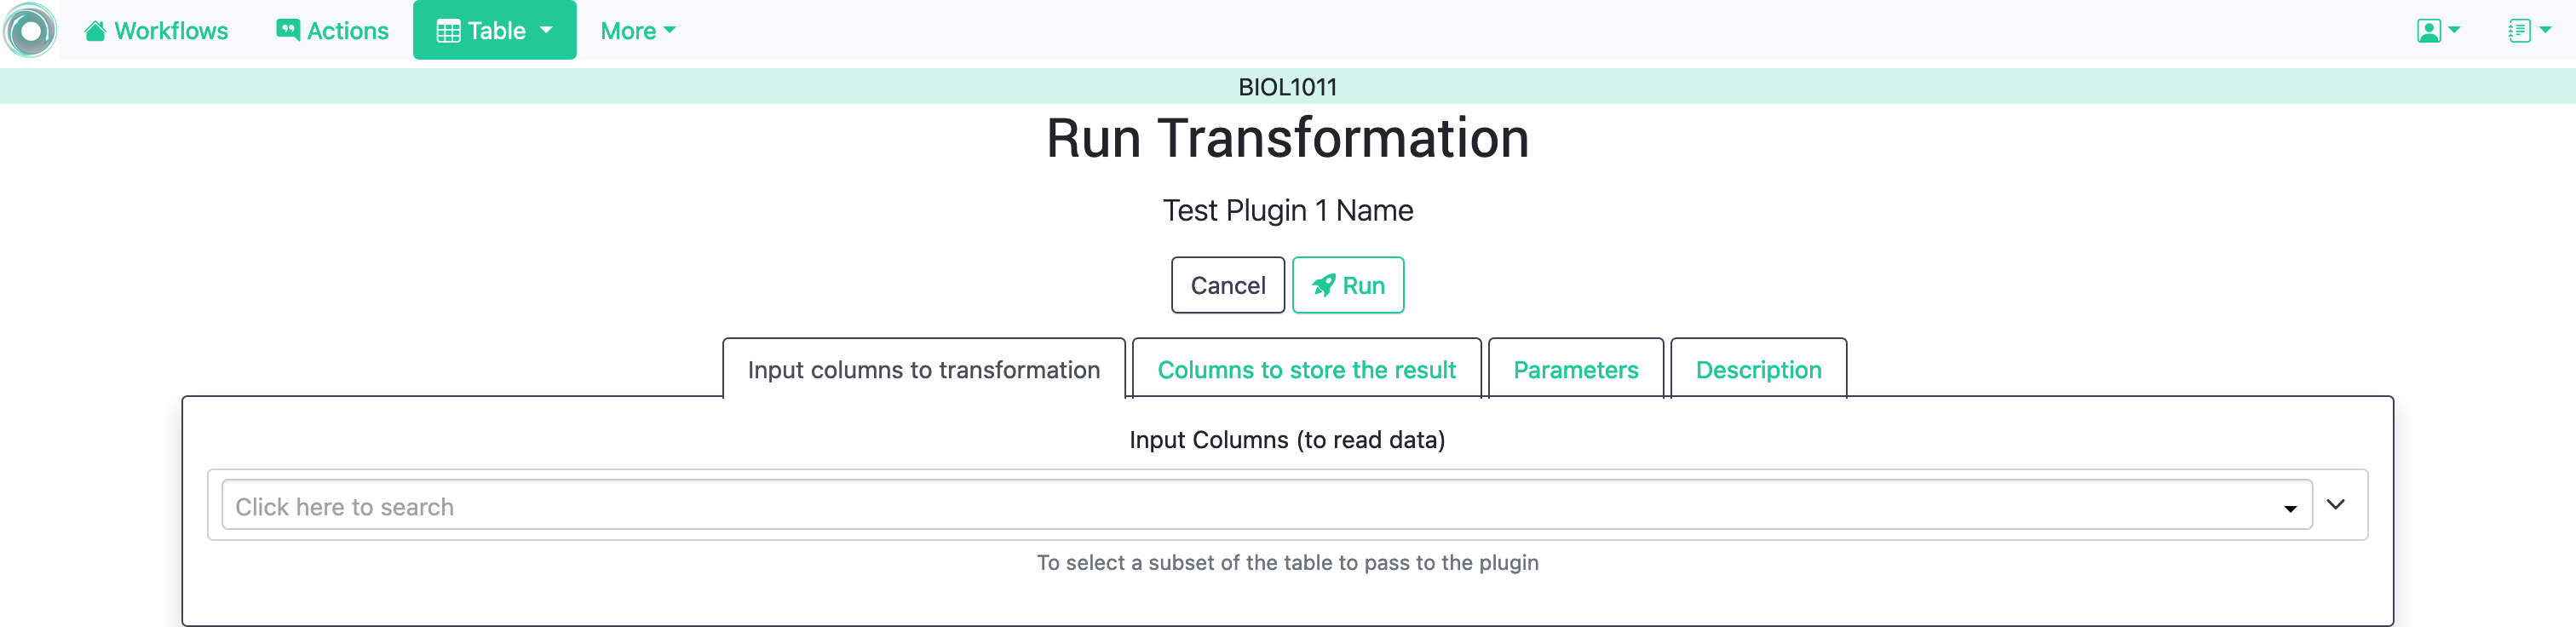 Workflows Actions Table More
BIOL1011
Run Transformation
Test Plugin 1 Name
Cancel Run
Input columns to transformation Columns to store the result Parameters Description
Input Columns (to read data)
Click here to search
To select a subset of the table to pass to the plugin